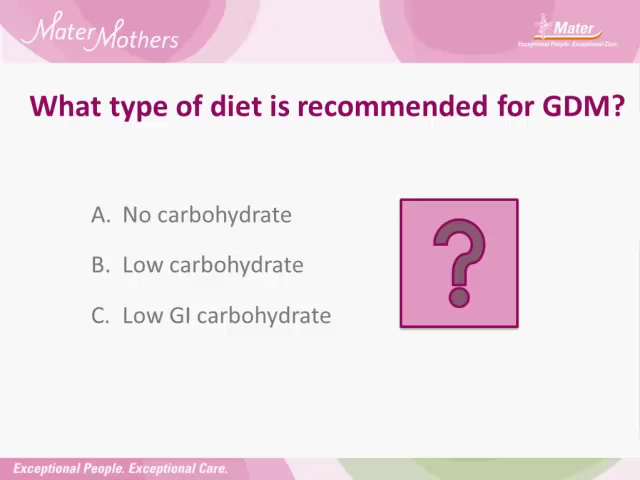 Mater Mothers
Mater
Exceptional People. Exceptional Care.
What type of diet is recommended for GDM?
A. No carbohydrate
B. Low carbohydrate
C. Low GI carbohydrate
?
Exceptional People. Exceptional Care.